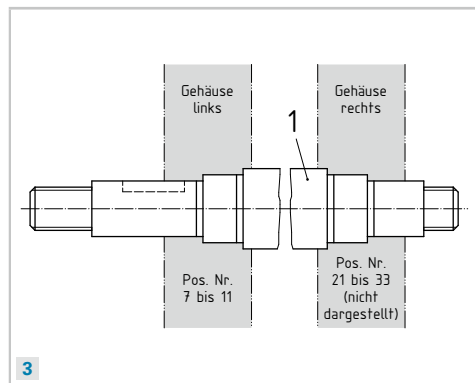 Gehäuse
links
Gehäuse
rechts
1
Pos. Nr.
7 bis 11
Pos. Nr.
21 bis 33
(nicht
dargestellt)
3